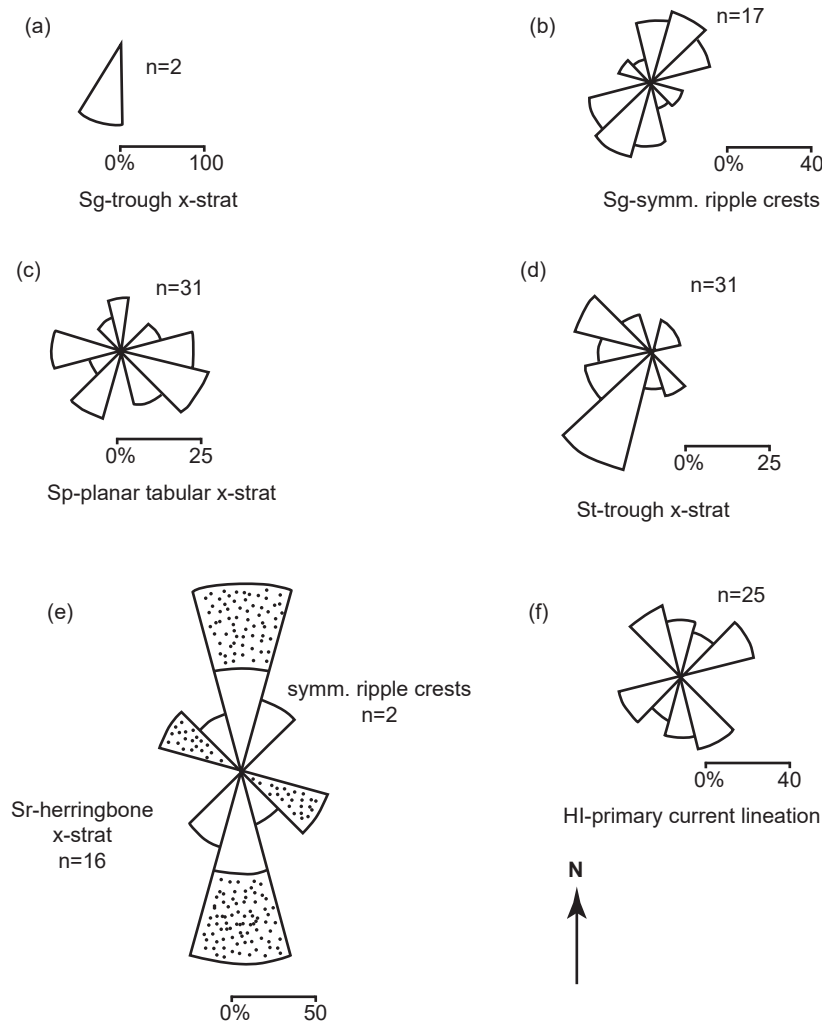 (a)
n=2
0% 100
Sg-trough x-strat
(b)
n=17
0% 40
Sg-symm. ripple crests
(c)
n=31
0% 25
Sp-planar tabular x-strat
(d)
n=31
0% 25
St-trough x-strat
(e)
symm. ripple crests
n=2
Sr-herringbone
x-strat
n=16
0% 50
(f)
n=25
0% 40
Hl-primary current lineation
N